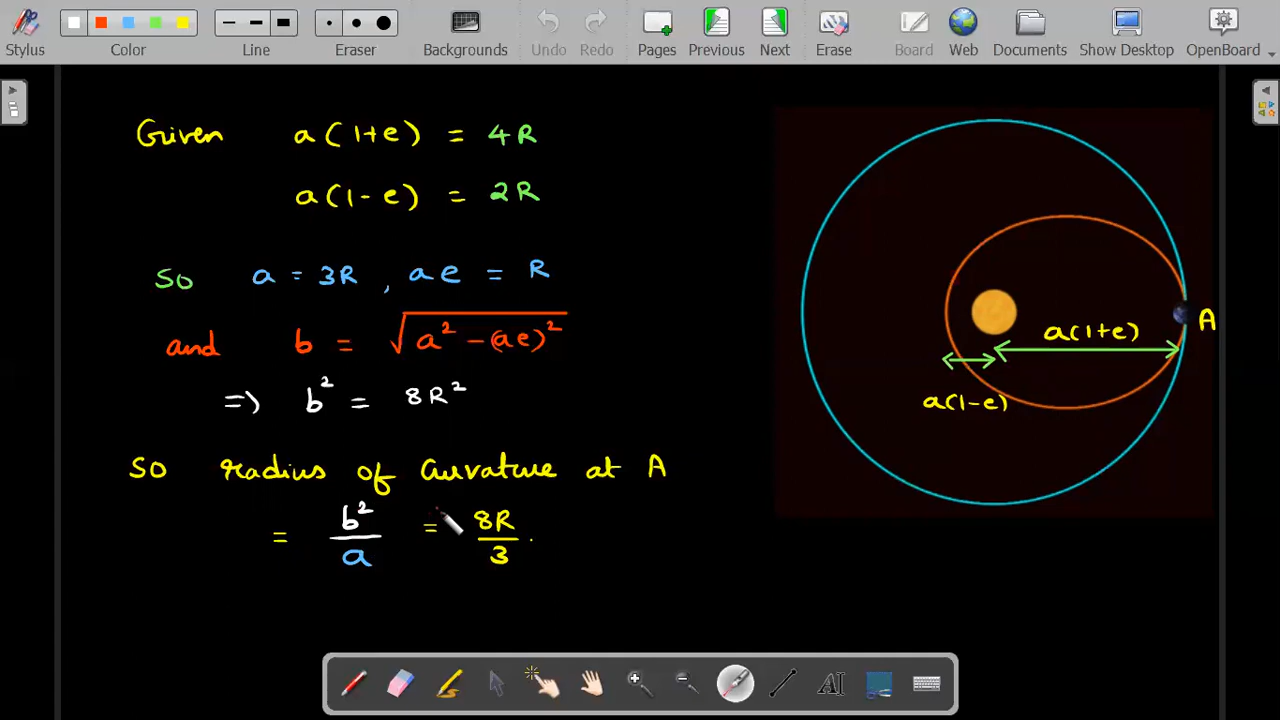 Stylus
Color
Line
Eraser
Backgrounds
Undo
Redo
Pages
Previous
Next
Erase
Board
Web
Documents
Show Desktop
OpenBoard
Given a(1+e) = 4R
a(1-e) = 2R
So a = 3R, ae = R
and b = √(a² - (ae)²)
=> b² = 8R²
So radius of curvature at A
= b²/a = 8R/3.
A
a(1+e)
a(1-e)